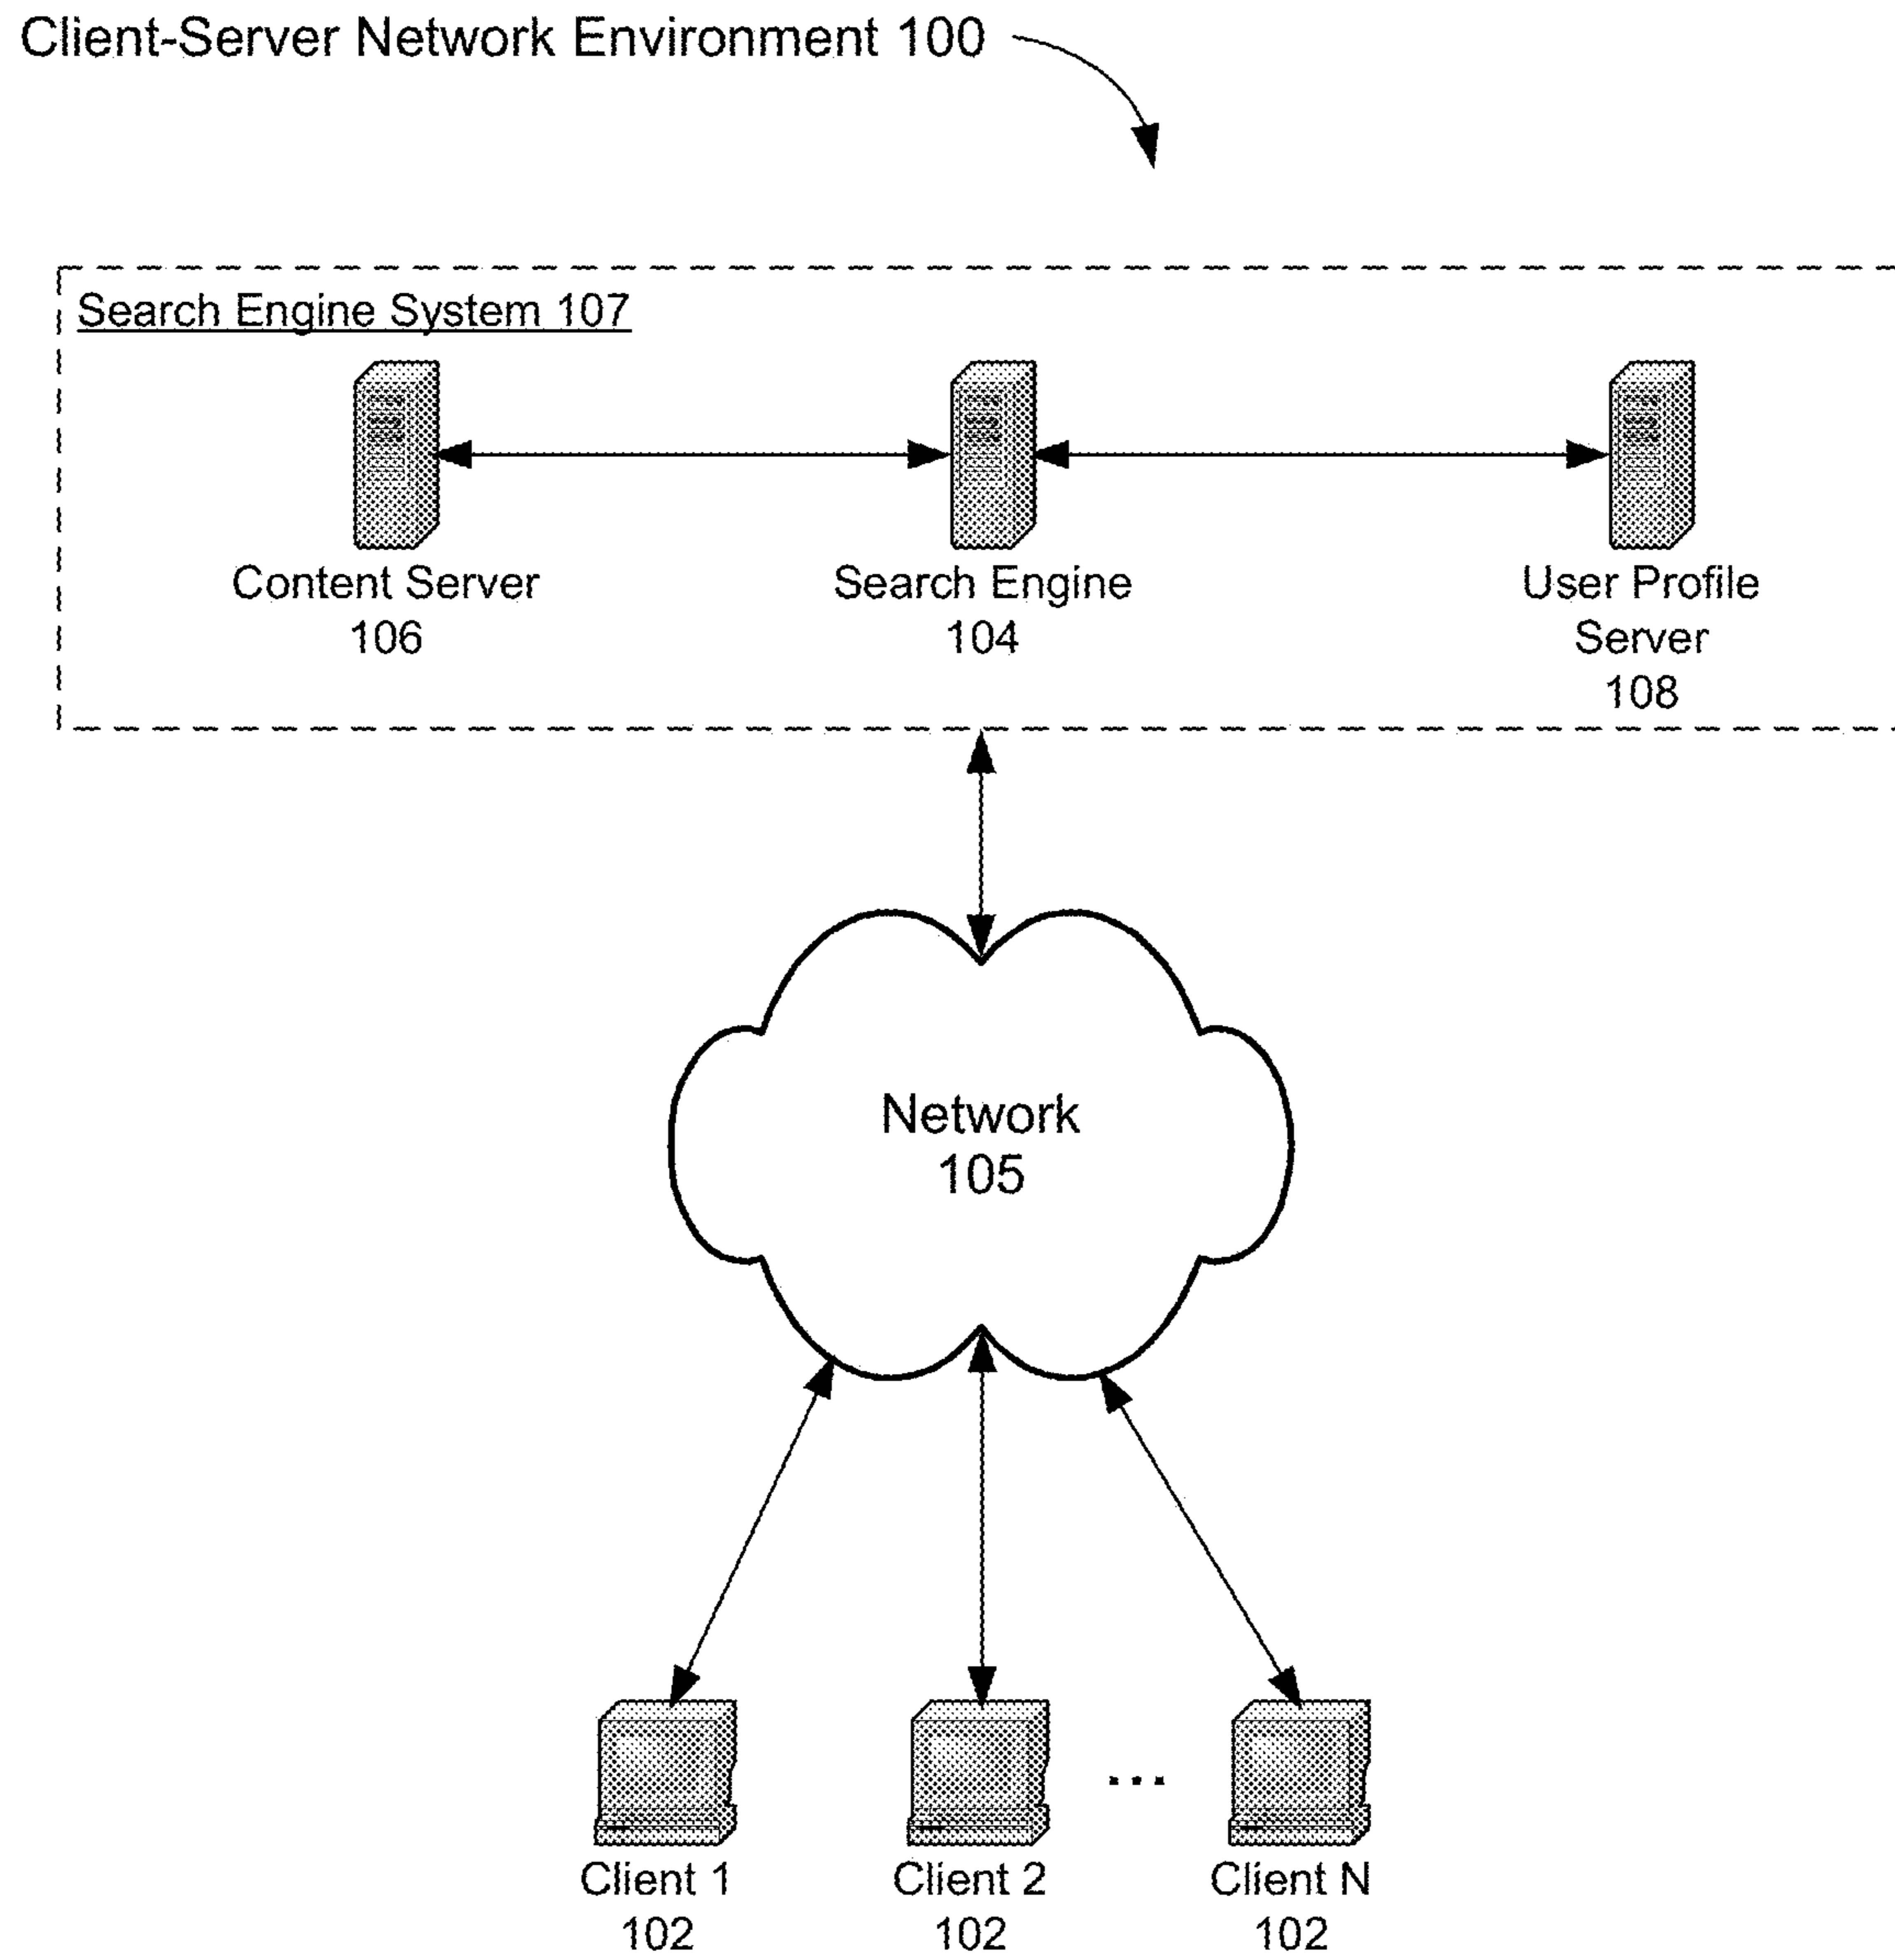 Client-Server Network Environment 100
Search Engine System 107
Content Server
106
Search Engine
104
User Profile
Server
108
Network
105
...
Client 1
102
Client 2
102
Client N
102